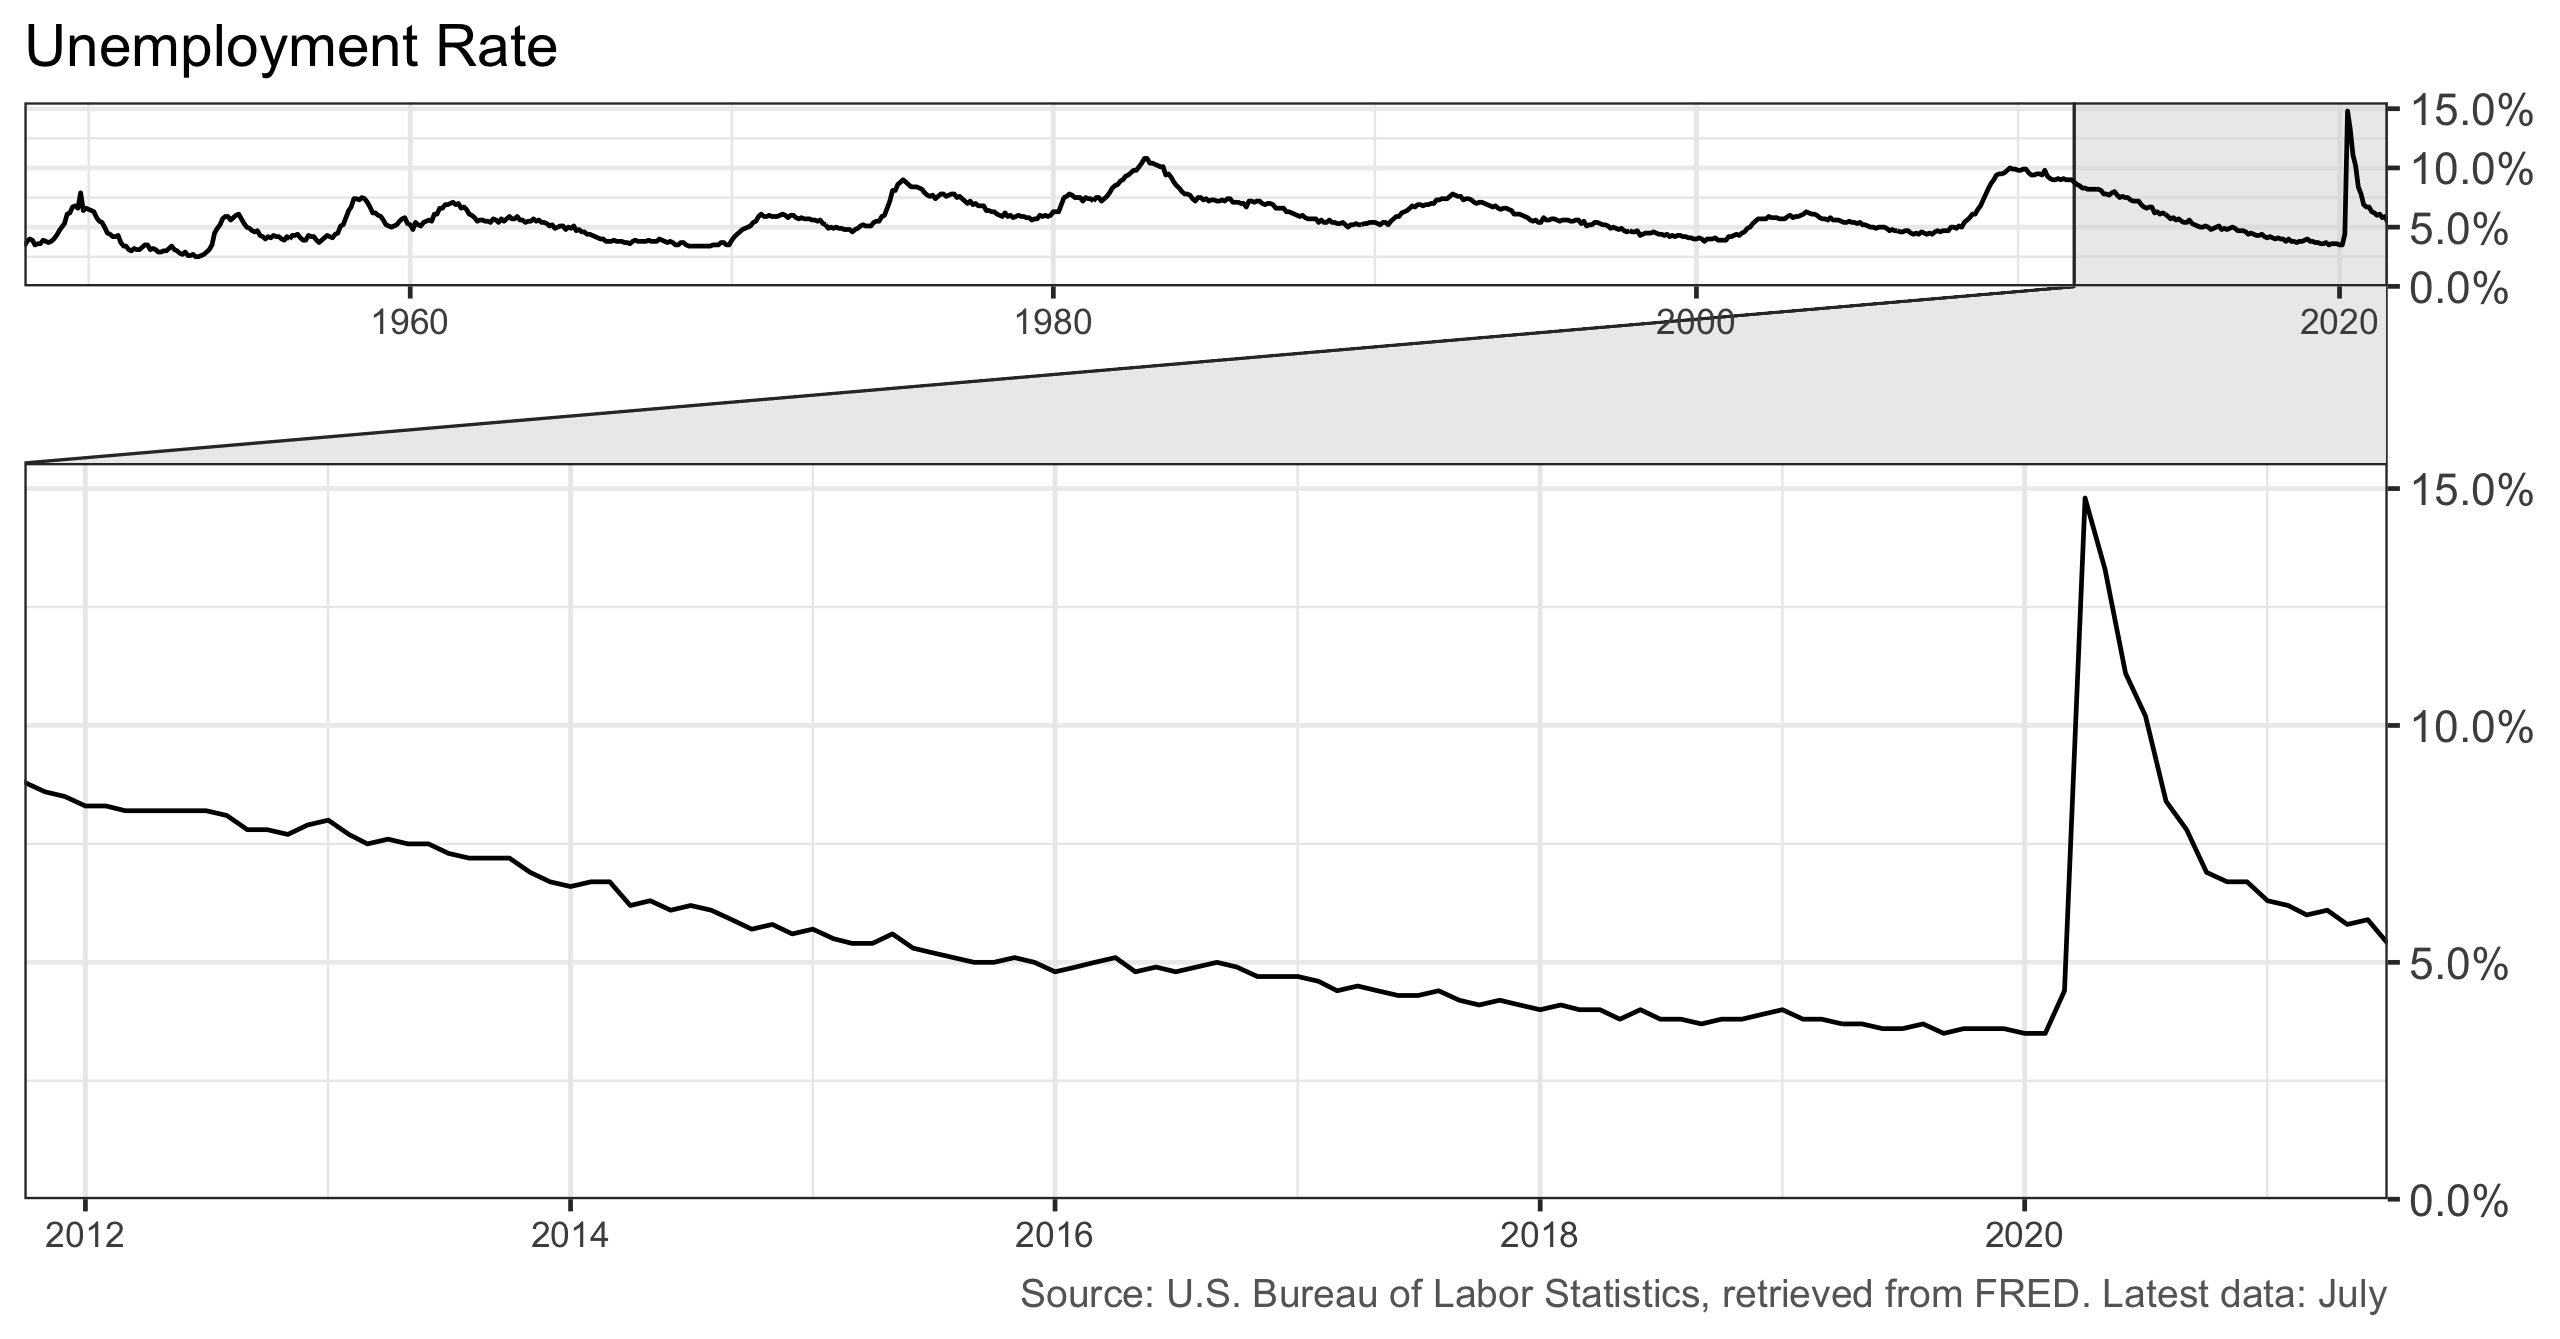 Unemployment Rate
15.0%
10.0%
5.0%
0.0%
1960 1980 2000 2020
15.0%
10.0%
5.0%
0.0%
2012 2014 2016 2018 2020
Source: U.S. Bureau of Labor Statistics, retrieved from FRED. Latest data: July